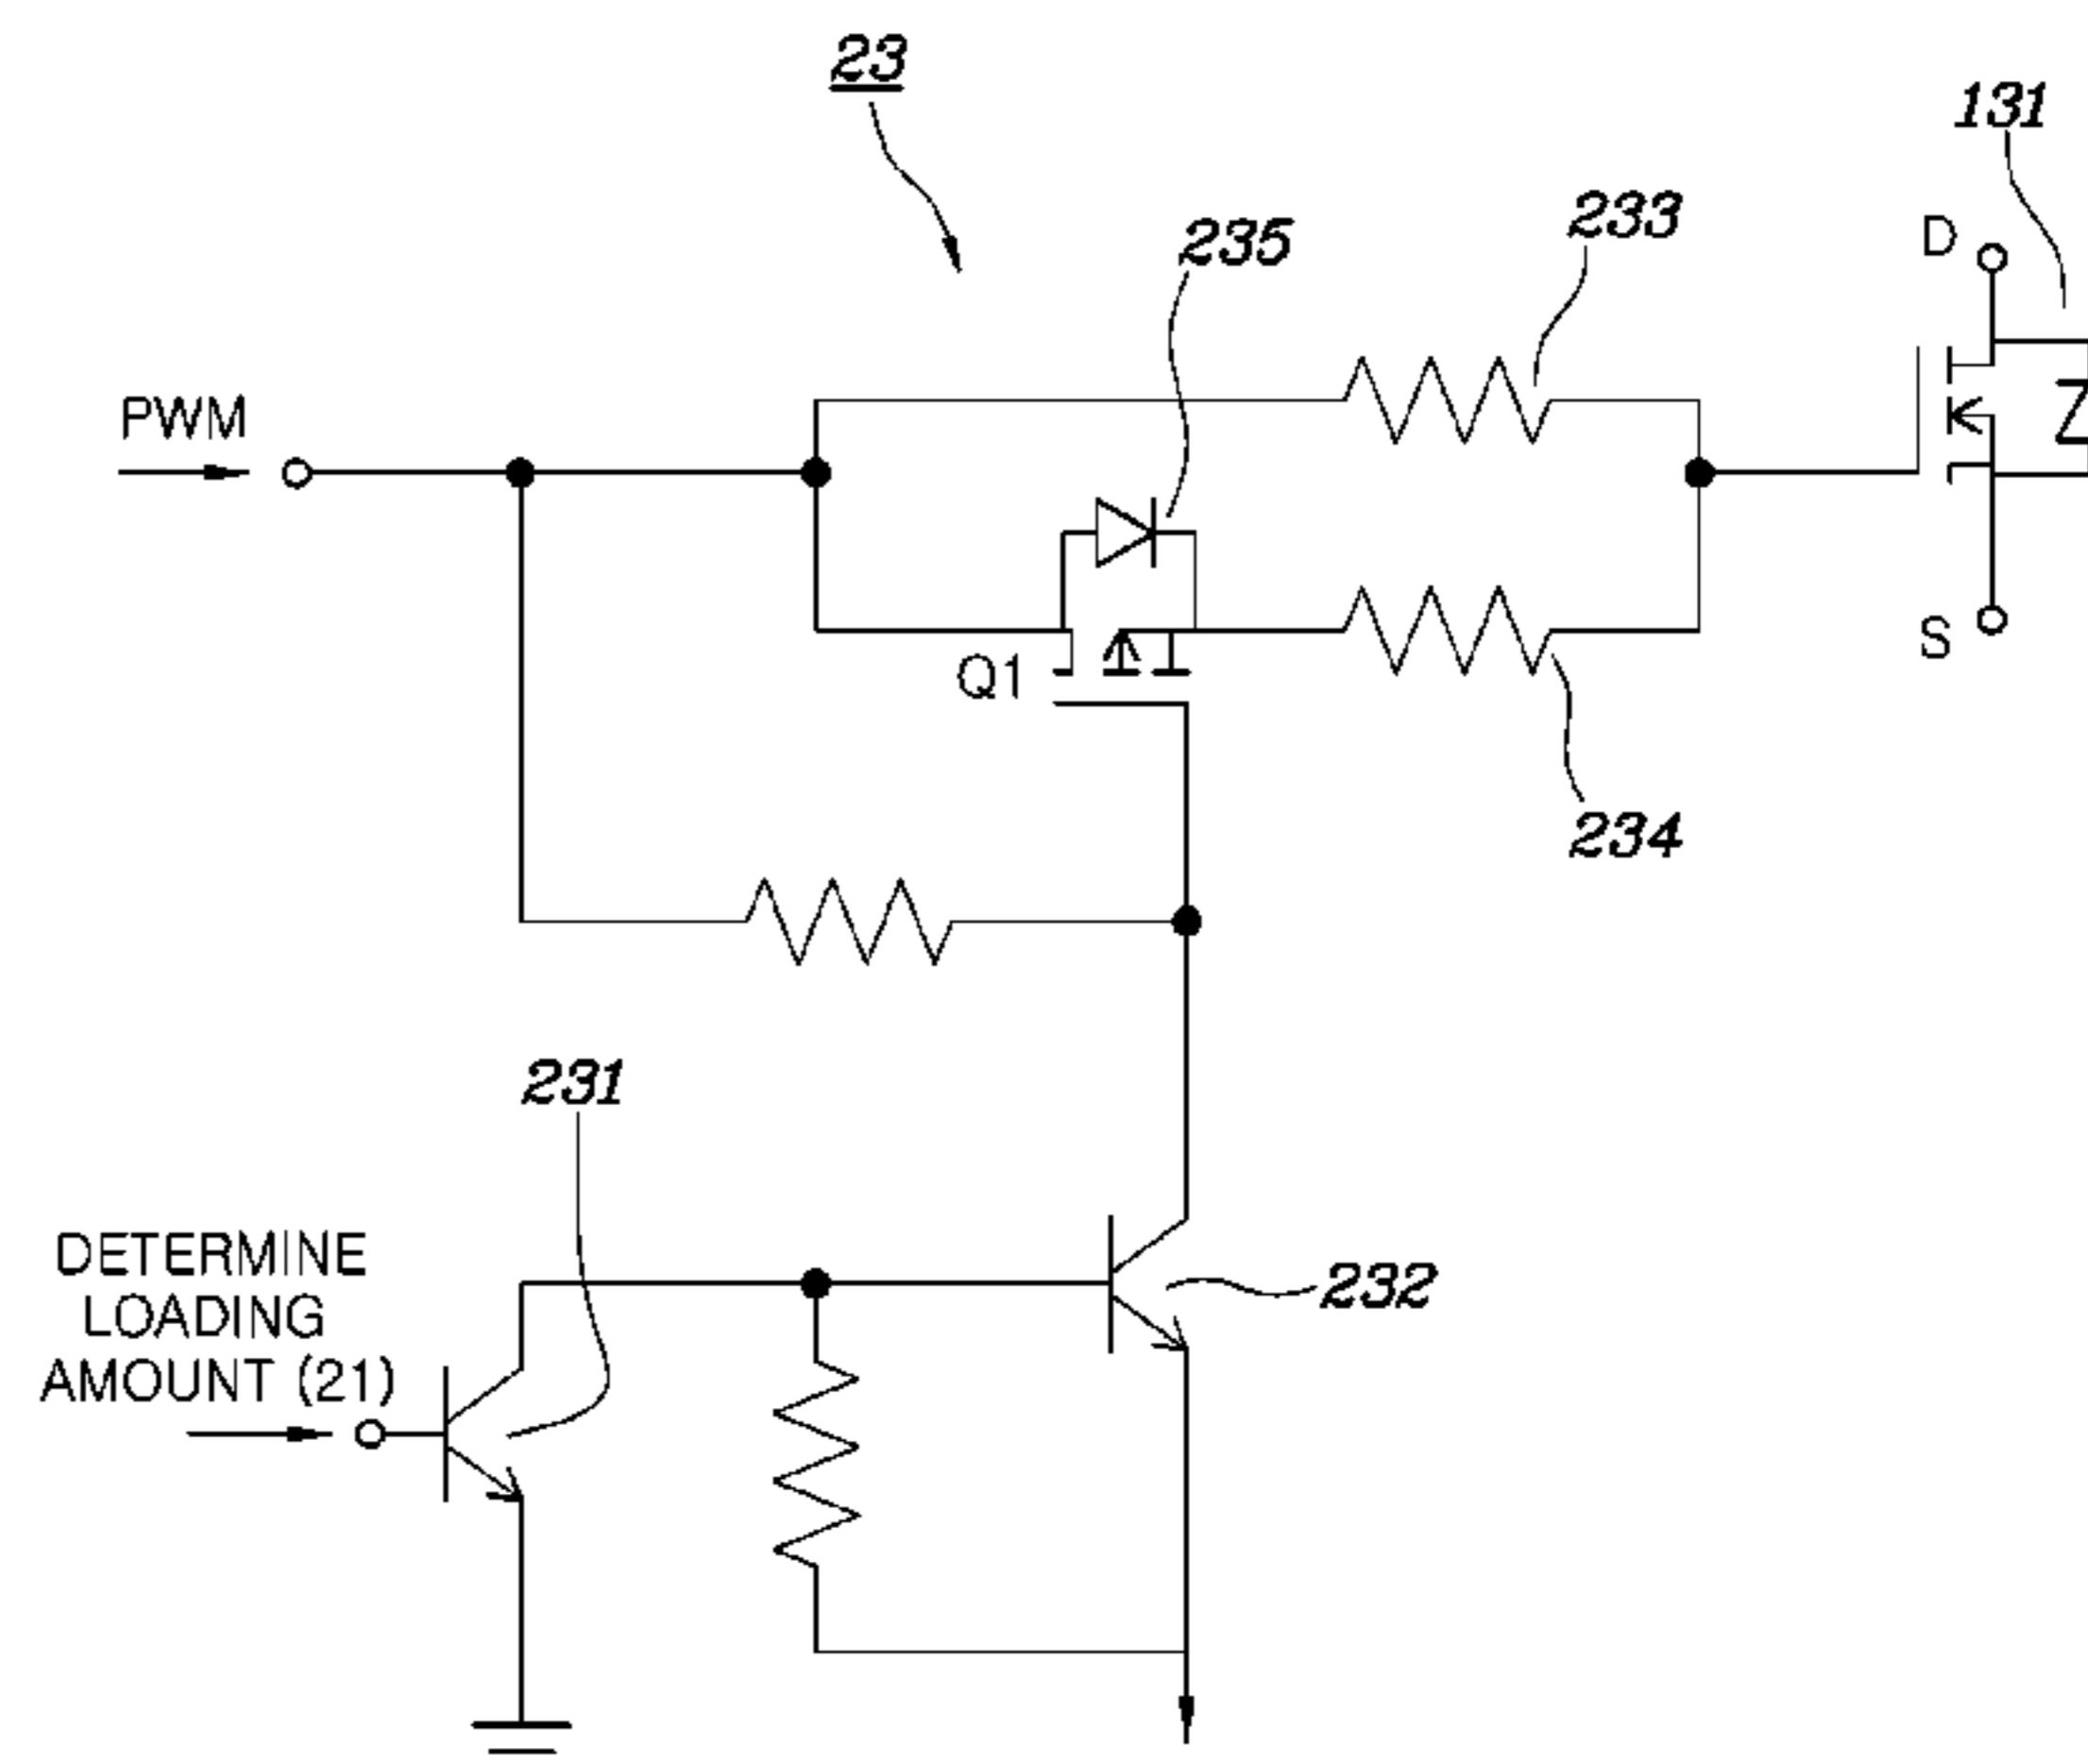 23
131
235
233
D
PWM
S
Q1
234
231
DETERMINE
LOADING
AMOUNT (21)
232